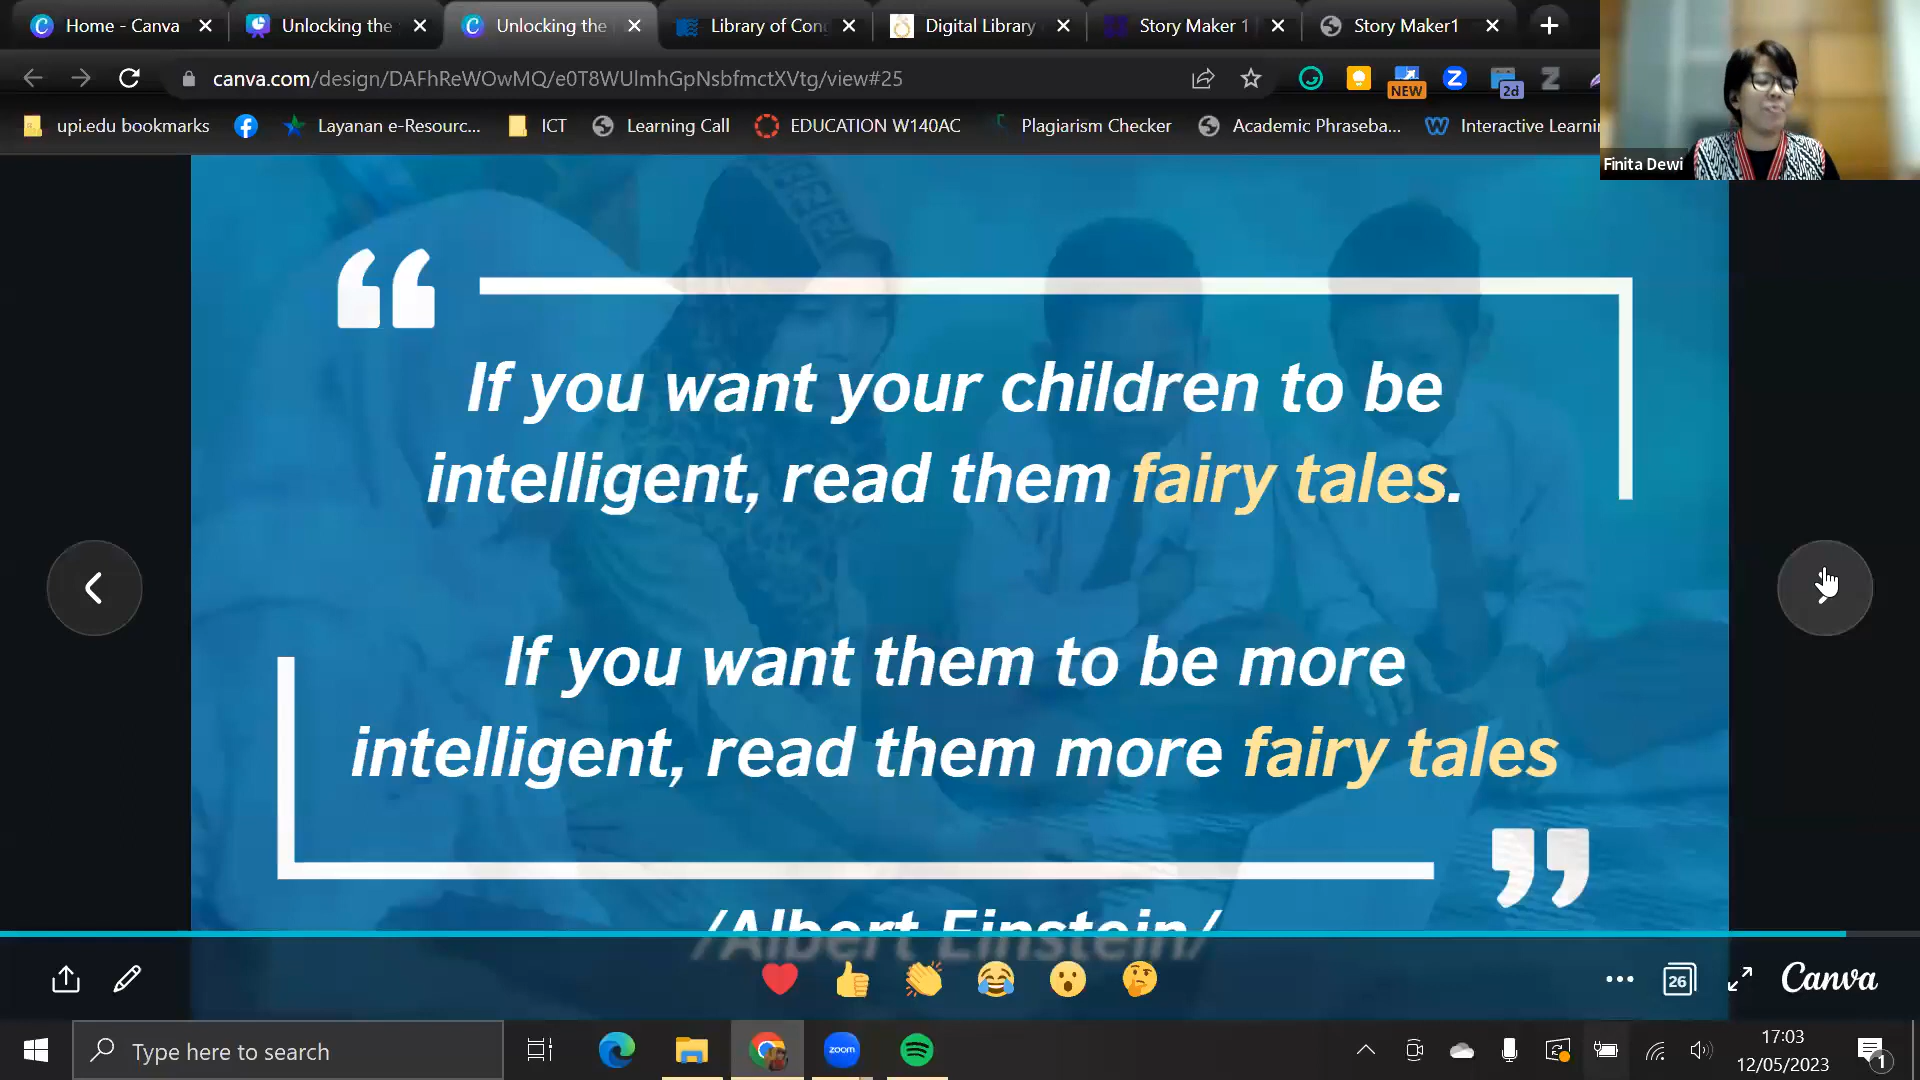 Home - Canva
Unlocking the
Unlocking the
Library of Con
Digital Library
Story Maker 1
Story Maker1
canva.com/design/DAFhReWOwMQ/e0T8WUlmhGpNsbfmctXVtg/view#25
NEW
2d
upi.edu bookmarks
Layanan e-Resourc...
ICT
Learning Call
EDUCATION W140AC
Plagiarism Checker
Academic Phraseba...
Interactive Learni
Finita Dewi
“
If you want your children to be
intelligent, read them fairy tales.
If you want them to be more
intelligent, read them more fairy tales
”
/Albert Einstein/
26
Canva
Type here to search
zoom
17:03
12/05/2023
1